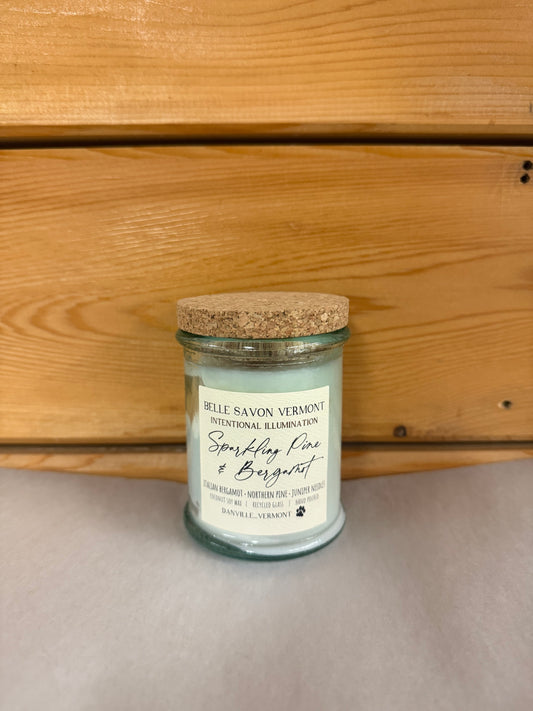 BELLE SAVON VERMONT
INTENTIONAL ILLUMINATION
Sparkling Pine
& Bergamot
ITALIAN BERGAMOT • NORTHERN PINE • JUNIPER NEEDLES
COCONUT SOY WAX | RECYCLED GLASS | HAND POURED
DANVILLE, VERMONT